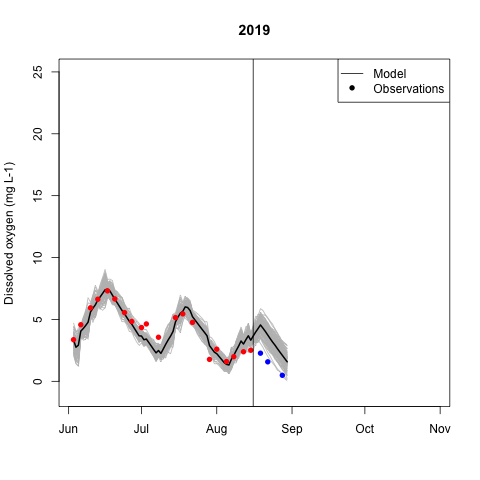 2019
Model
Observations
Dissolved oxygen (mg L-1)
25
20
15
10
5
0
Jun Jul Aug Sep Oct Nov